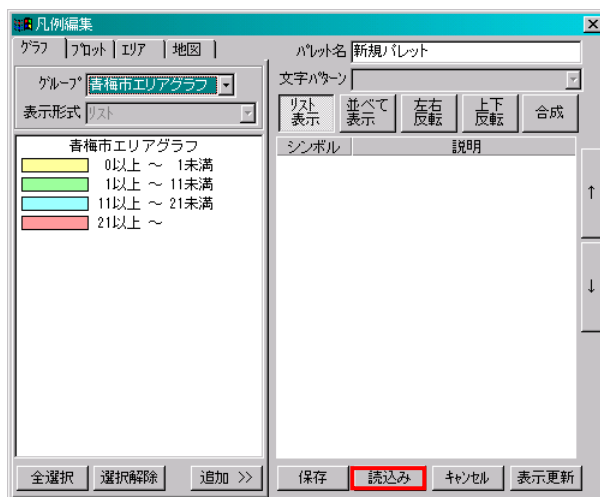 凡例編集
グラフ プロット エリア 地図
グループ 青梅市エリアグラフ
表示形式 リスト
青梅市エリアグラフ
0以上 ～ 1未満
1以上 ～ 11未満
11以上 ～ 21未満
21以上 ～
全選択 選択解除 追加 >>
パレット名 新規パレット
文字パターン
リスト表示 並べて表示 左右反転 上下反転 合成
シンボル 説明
↑
↓
保存 読込み キャンセル 表示更新